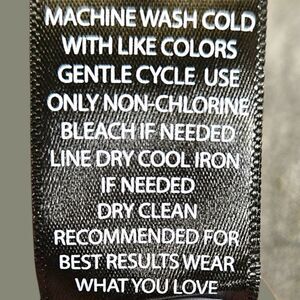 MACHINE WASH COLD
WITH LIKE COLORS
GENTLE CYCLE USE
ONLY NON-CHLORINE
BLEACH IF NEEDED
LINE DRY COOL IRON
IF NEEDED
DRY CLEAN
RECOMMENDED FOR
BEST RESULTS WEAR
WHAT YOU LOVE